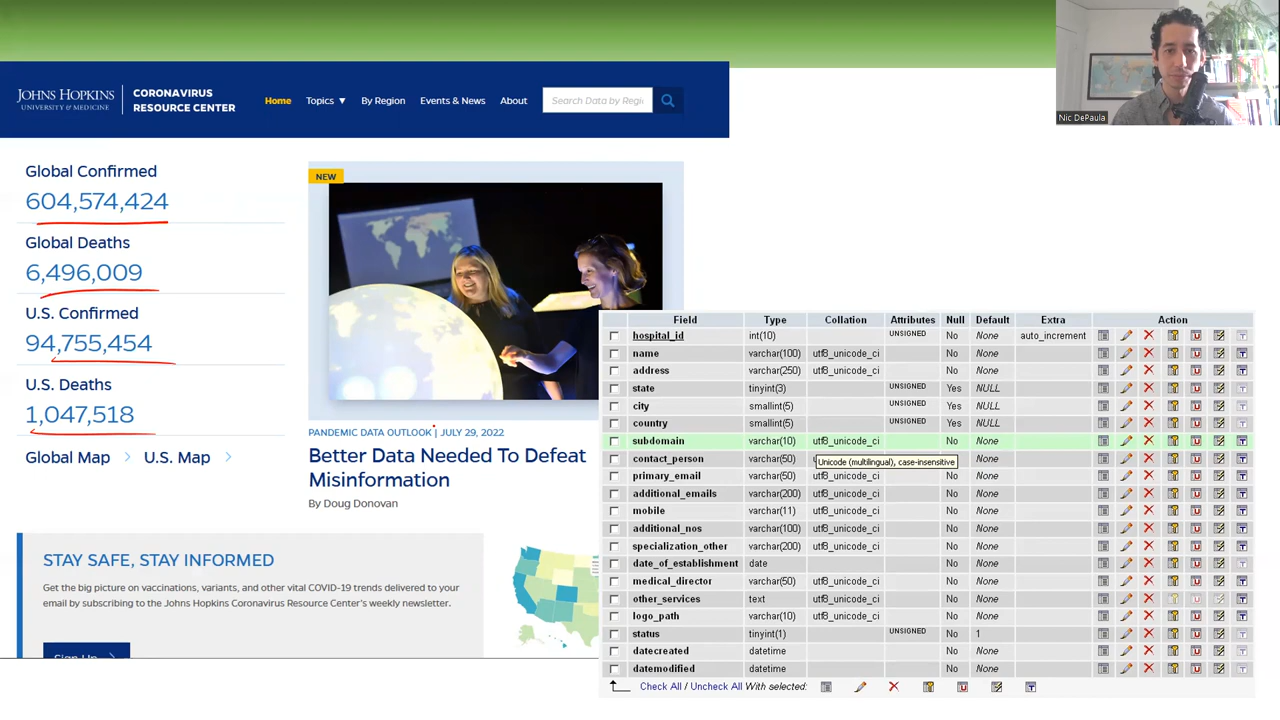 JOHNS HOPKINS
UNIVERSITY & MEDICINE
CORONAVIRUS
RESOURCE CENTER
Home Topics ▼ By Region Events & News About Search Data by Regi
Nic DePaula
Global Confirmed
604,574,424
Global Deaths
6,496,009
U.S. Confirmed
94,755,454
U.S. Deaths
1,047,518
Global Map U.S. Map
NEW
PANDEMIC DATA OUTLOOK | JULY 29, 2022
Better Data Needed To Defeat
Misinformation
By Doug Donovan
STAY SAFE, STAY INFORMED
Get the big picture on vaccinations, variants, and other vital COVID-19 trends delivered to your
email by subscribing to the Johns Hopkins Coronavirus Resource Center's weekly newsletter.
Sign Up
Field Type Collation Attributes Null Default Extra Action
hospital_id int(10) UNSIGNED No None auto_increment
name varchar(100) utf8_unicode_ci No None
address varchar(250) utf8_unicode_ci No None
state tinyint(3) UNSIGNED Yes NULL
city smallint(5) UNSIGNED Yes NULL
country smallint(5) UNSIGNED Yes NULL
subdomain varchar(10) utf8_unicode_ci No None
contact_person varchar(50) None
Unicode (multilingual), case-insensitive
primary_email varchar(50) utf8_unicode_ci No None
additional_emails varchar(200) utf8_unicode_ci No None
mobile varchar(11) utf8_unicode_ci No None
additional_nos varchar(100) utf8_unicode_ci No None
specialization_other varchar(200) utf8_unicode_ci No None
date_of_establishment date No None
medical_director varchar(50) utf8_unicode_ci No None
other_services text utf8_unicode_ci No None
logo_path varchar(10) utf8_unicode_ci No None
status tinyint(1) UNSIGNED No 1
datecreated datetime No None
datemodified datetime No None
Check All / Uncheck All With selected: